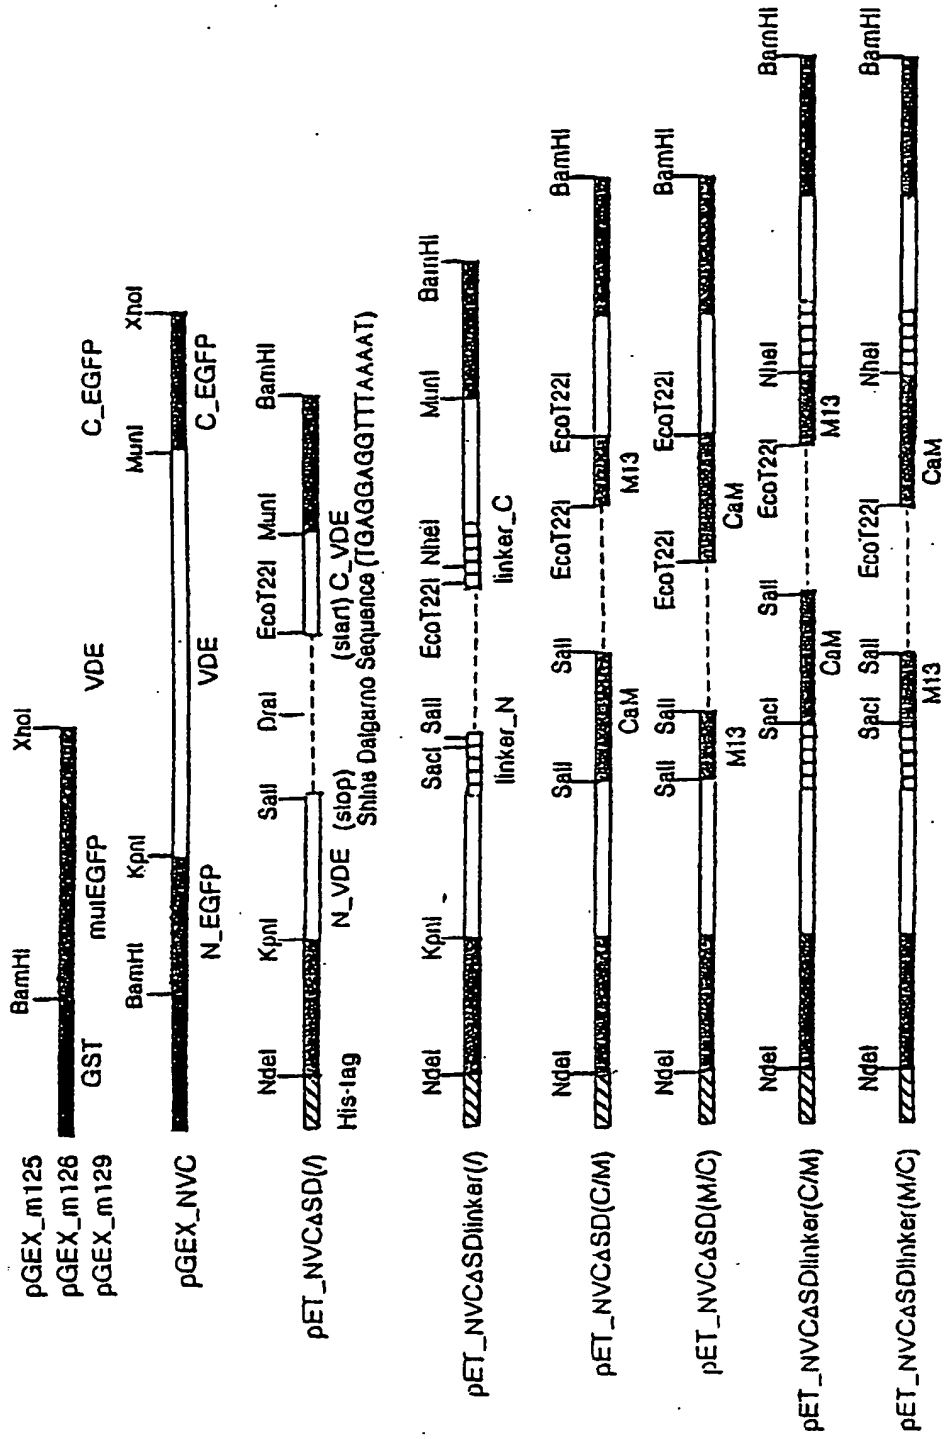 pGEX_m125
pGEX_m126
pGEX_m129
BamHI XhoI
GST mutEGFP VDE C_EGFP
pGEX_NVC
BamHI KpnI MunI XnoI
N_EGFP VDE C_EGFP
pET_NVCΔSD(/)
NdeI KpnI SalI DraI EcoT22I MunI BamHI
His-tag N_VDE (stop) (start) C_VDE
Shine Dalgarno Sequence (TGAGGAGGTTTAAAAT)
pET_NVCΔSDlinker(/)
NdeI KpnI SacI SalI EcoT22I NheI MunI BamHI
linker_N linker_C
pET_NVCΔSD(C/M)
NdeI SalI SalI EcoT22I EcoT22I BamHI
CaM M13
pET_NVCΔSD(M/C)
NdeI SalI SalI EcoT22I EcoT22I BamHI
M13 CaM
pET_NVCΔSDlinker(C/M)
NdeI SacI SalI EcoT22I NheI BamHI
CaM M13
pET_NVCΔSDlinker(M/C)
NdeI SacI SalI EcoT22I NheI BamHI
M13 CaM